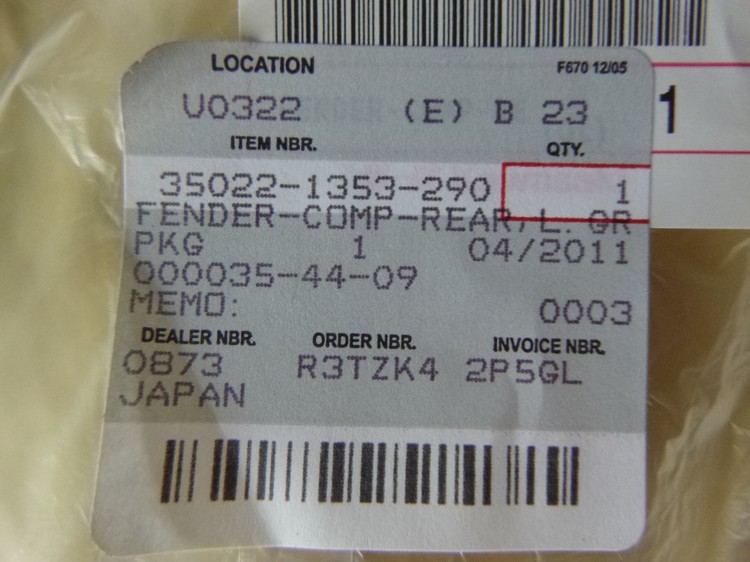 LOCATION F670 12/05
V0322 (E) B 23
ITEM NBR. QTY.
35022-1353-290 1
FENDER-COMP-REAR,L.GR
PKG 1 04/2011
000035-44-09
MEMO: 0003
DEALER NBR. ORDER NBR. INVOICE NBR.
0873 R3TZK4 2P5GL
JAPAN
1